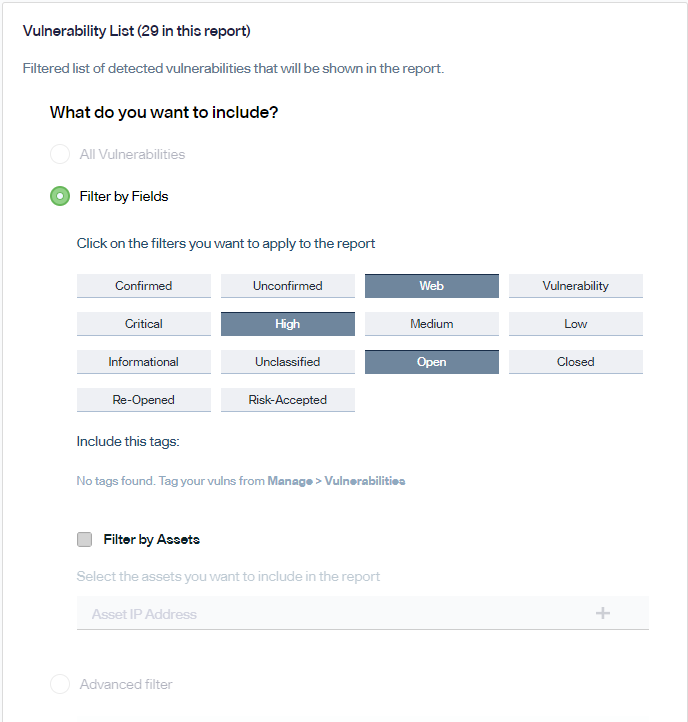 Vulnerability List (29 in this report)
Filtered list of detected vulnerabilities that will be shown in the report.
What do you want to include?
All Vulnerabilities
Filter by Fields
Click on the filters you want to apply to the report
Confirmed Unconfirmed Web Vulnerability
Critical High Medium Low
Informational Unclassified Open Closed
Re-Opened Risk-Accepted
Include this tags:
No tags found. Tag your vulns from Manage > Vulnerabilities
Filter by Assets
Select the assets you want to include in the report
Asset IP Address +
Advanced filter